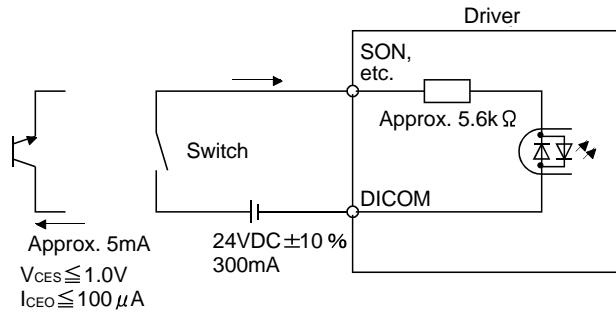 Driver
SON,
etc.
Approx. 5.6kΩ
Switch
DICOM
Approx. 5mA
24VDC±10 %
300mA
VCES≦1.0V
ICEO≦100 μA